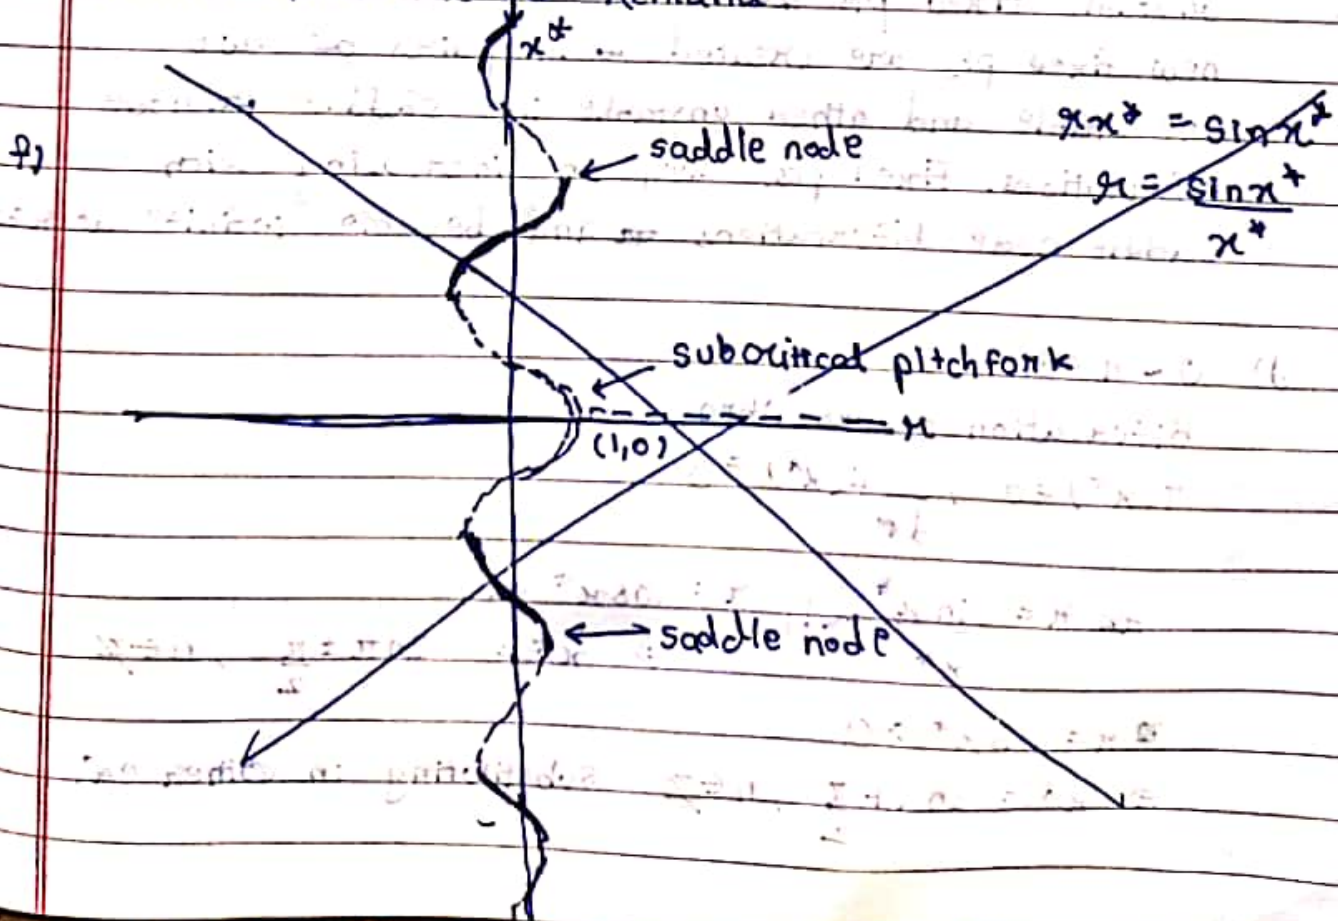 x*
rx* = sin x*
f)
saddle node
r = sin x*
x*
subcritical pitchfork
r
(1,0)
saddle node